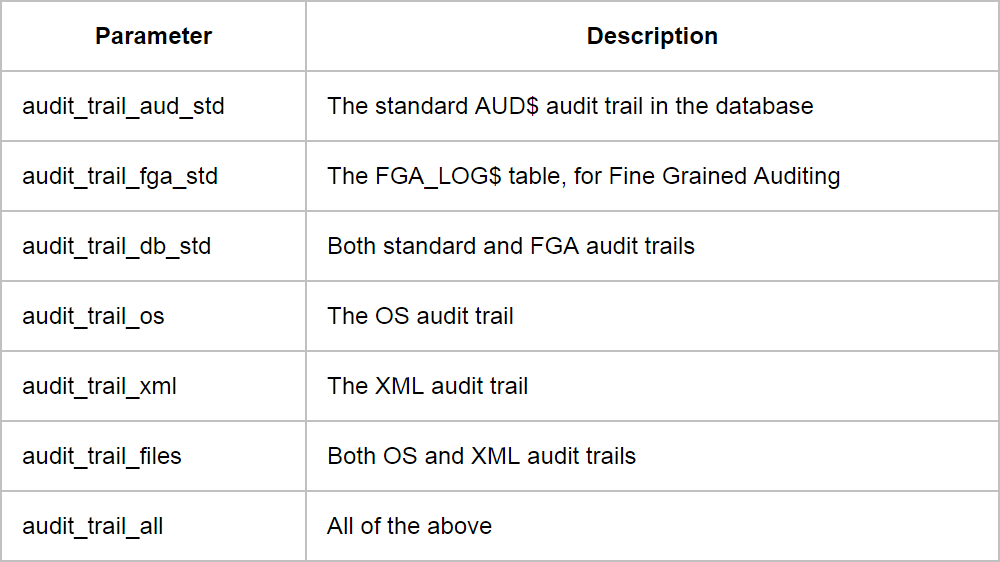 Parameter Description
audit_trail_aud_std The standard AUD$ audit trail in the database
audit_trail_fga_std The FGA_LOG$ table, for Fine Grained Auditing
audit_trail_db_std Both standard and FGA audit trails
audit_trail_os The OS audit trail
audit_trail_xml The XML audit trail
audit_trail_files Both OS and XML audit trails
audit_trail_all All of the above